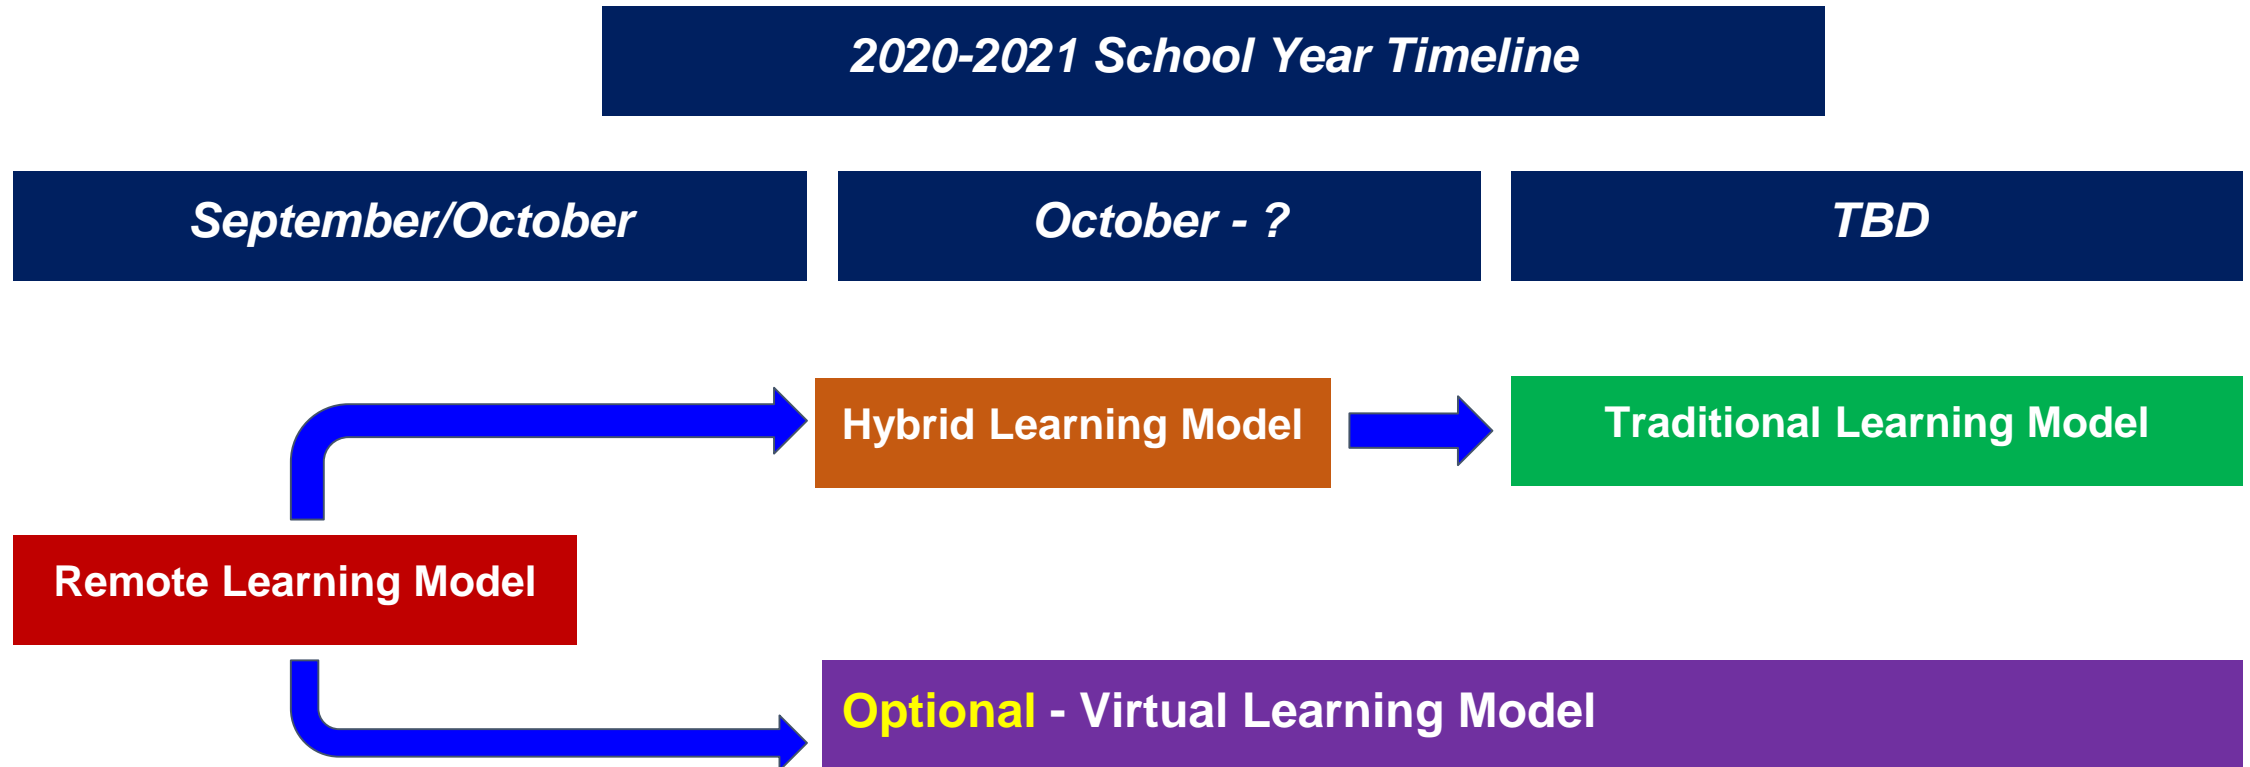 2020-2021 School Year Timeline
September/October
October - ?
TBD
Hybrid Learning Model
Traditional Learning Model
Remote Learning Model
Optional - Virtual Learning Model